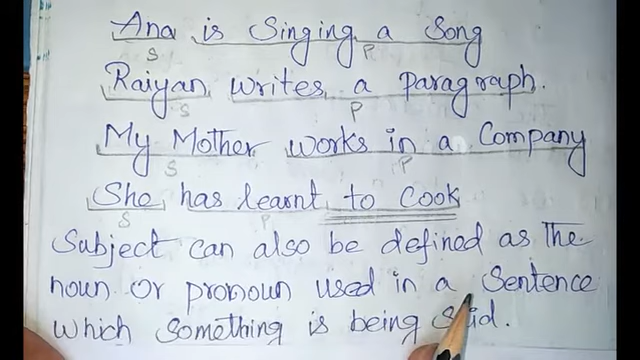 Ana is Singing a Song
S P
Raiyan writes a paragraph.
S P
My Mother works in a Company
S P
She has learnt to Cook
S P
Subject can also be defined as the
noun or pronoun used in a Sentence
which something is being said.